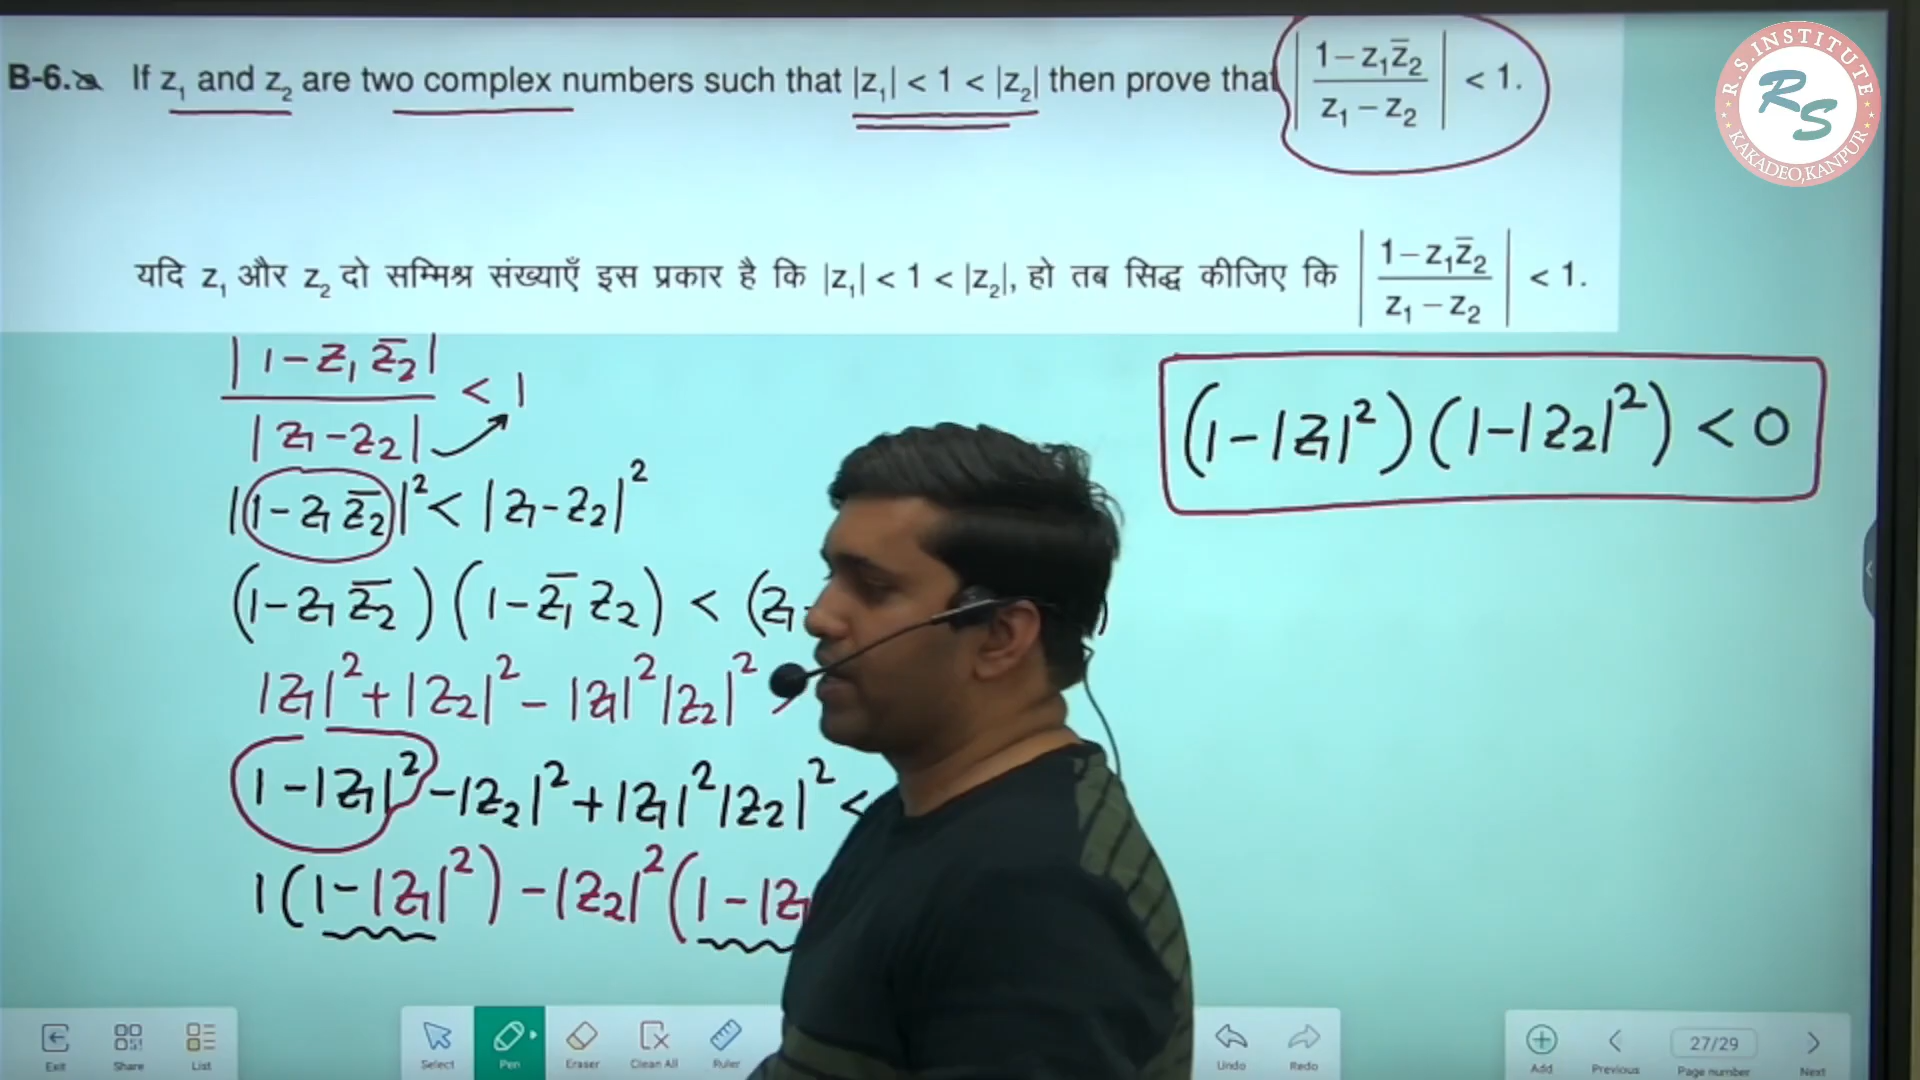 B-6. If z₁ and z₂ are two complex numbers such that |z₁| < 1 < |z₂| then prove that |(1 – z₁z̄₂)/(z₁ – z₂)| < 1.
यदि z₁ और z₂ दो सम्मिश्र संख्याएँ इस प्रकार है कि |z₁| < 1 < |z₂|, हो तब सिद्ध कीजिए कि |(1 – z₁z̄₂)/(z₁ – z₂)| < 1.
|1 – z₁z̄₂| / |z₁ – z₂| < 1
|1 – z₁z̄₂|² < |z₁ – z₂|²
(1 – z₁z̄₂)(1 – z̄₁z₂) < (z₁ -
|z₁|² + |z₂|² – |z₁|²|z₂|²
1 – |z₁|² – |z₂|² + |z₁|²|z₂|² <
1(1 – |z₁|²) – |z₂|²(1 – |z₁
(1 – |z₁|²)(1 – |z₂|²) < 0
R.S.INSTITUTE
RS
KAKADEO,KANPUR
Exit Share List
Select Pen Eraser Clean All Ruler
Undo Redo
Add Previous 27/29 Page number Next